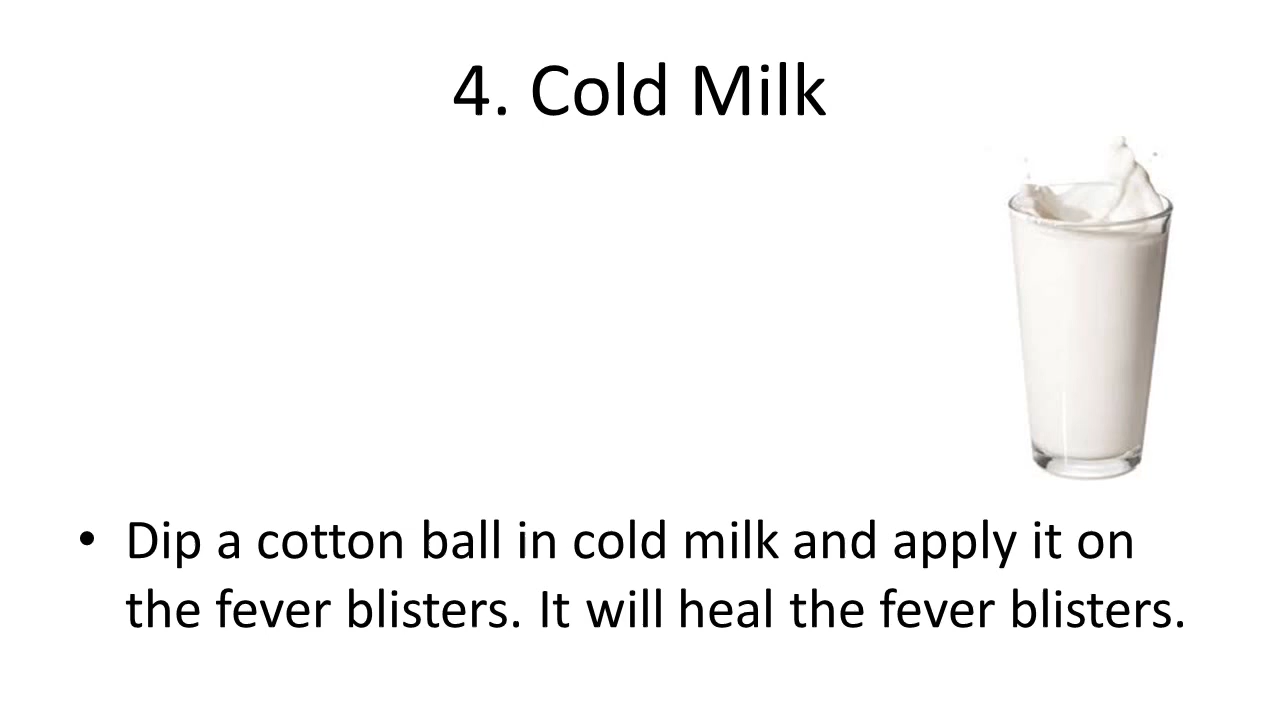 4. Cold Milk
• Dip a cotton ball in cold milk and apply it on
the fever blisters. It will heal the fever blisters.